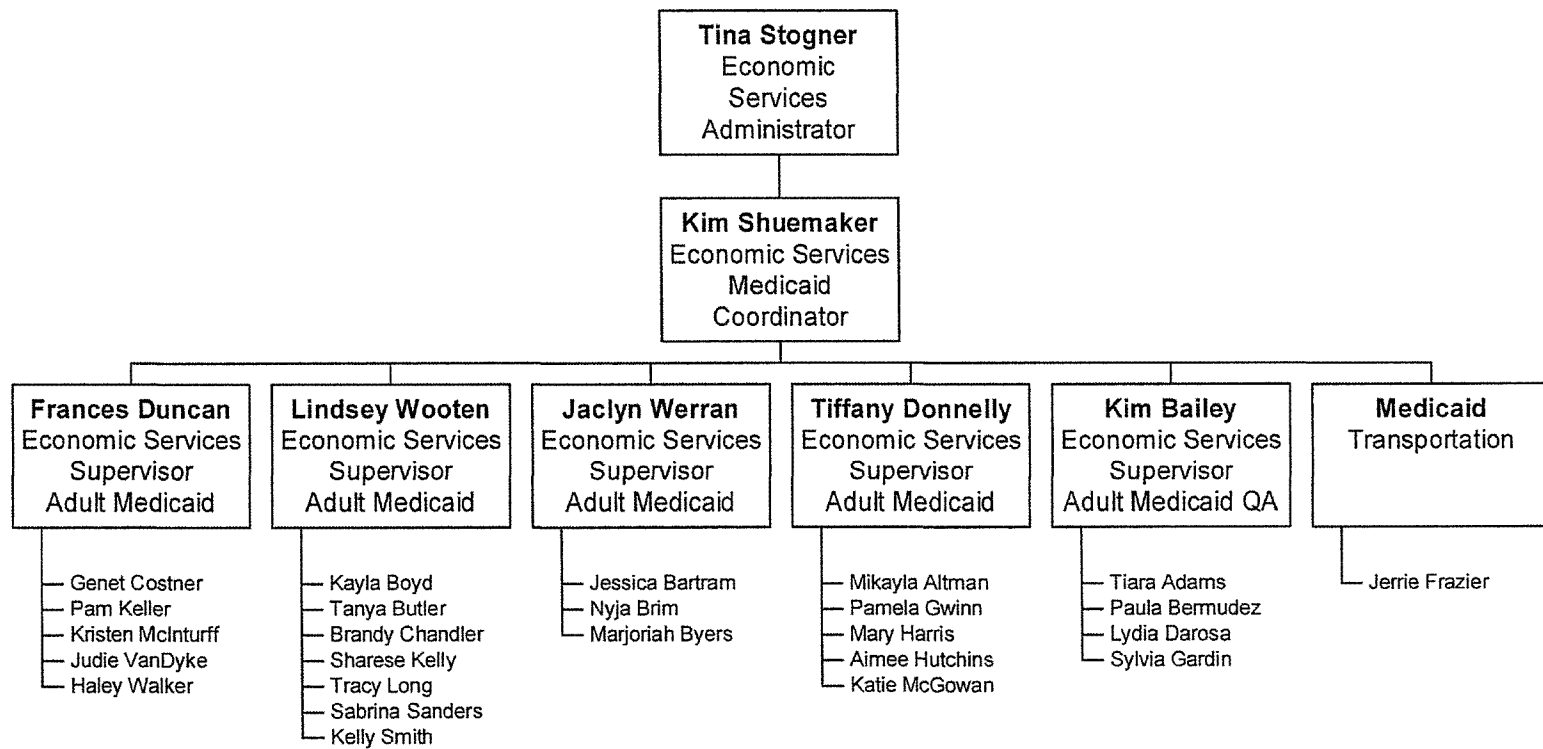 Tina Stogner
Economic
Services
Administrator
Kim Shuemaker
Economic Services
Medicaid
Coordinator
Frances Duncan
Economic Services
Supervisor
Adult Medicaid
Genet Costner
Pam Keller
Kristen McInturff
Judie VanDyke
Haley Walker
Lindsey Wooten
Economic Services
Supervisor
Adult Medicaid
Kayla Boyd
Tanya Butler
Brandy Chandler
Sharese Kelly
Tracy Long
Sabrina Sanders
Kelly Smith
Jaclyn Werran
Economic Services
Supervisor
Adult Medicaid
Jessica Bartram
Nyja Brim
Marjoriah Byers
Tiffany Donnelly
Economic Services
Supervisor
Adult Medicaid
Mikayla Altman
Pamela Gwinn
Mary Harris
Aimee Hutchins
Katie McGowan
Kim Bailey
Economic Services
Supervisor
Adult Medicaid QA
Tiara Adams
Paula Bermudez
Lydia Darosa
Sylvia Gardin
Medicaid
Transportation
Jerrie Frazier